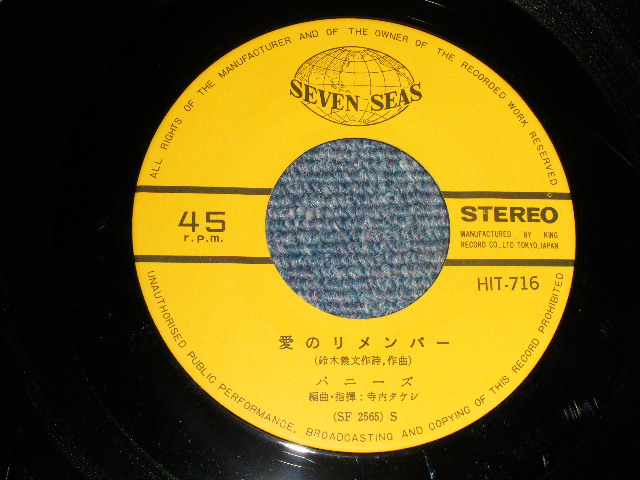 ALL RIGHTS OF THE MANUFACTURER AND OF THE OWNER OF THE RECORDED WORK RESERVED
SEVEN SEAS
45
r.p.m.
STEREO
MANUFACTURED BY KING
RECORD CO., LTD. TOKYO, JAPAN
HIT-716
愛のリメンバー
(鈴木義文作詩,作曲)
バニーズ
編曲・指揮;寺内タケシ
(SF 2565) S
UNAUTHORISED PUBLIC PERFORMANCE, BROADCASTING AND COPYING OF THIS RECORD PROHIBITED